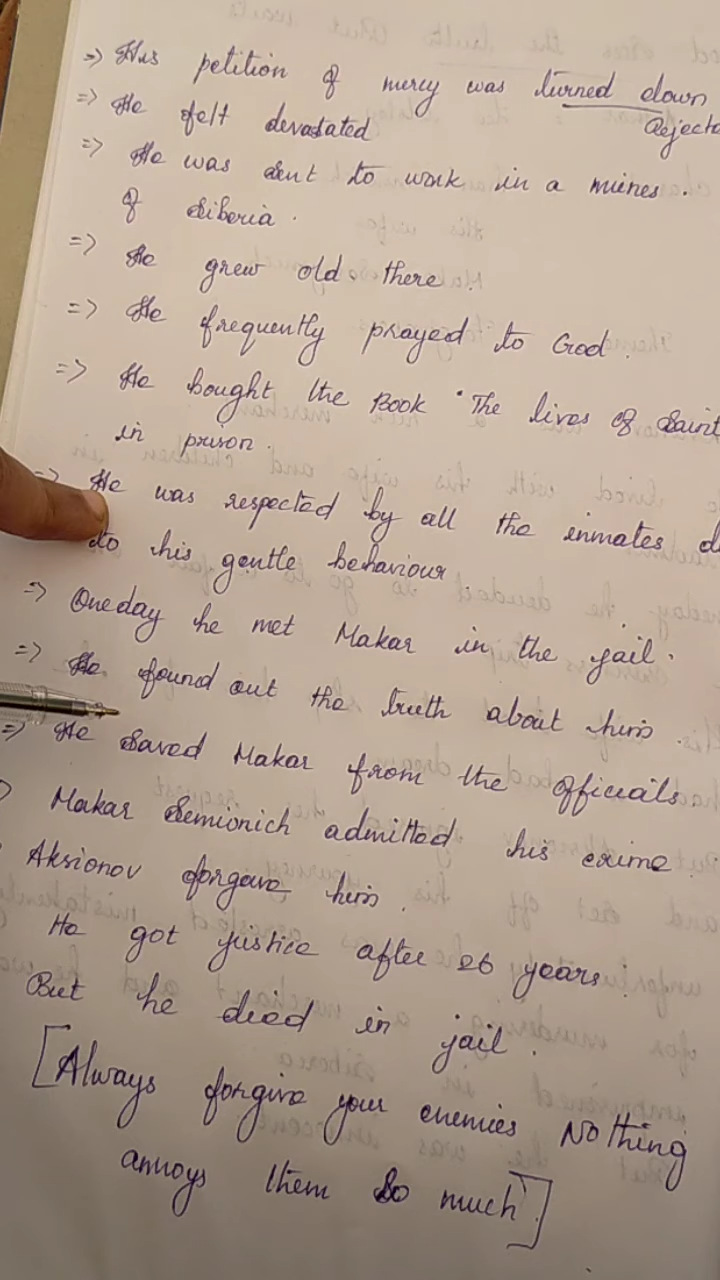 => His petition of mercy was turned down
Reject
=> He felt devastated
=> He was sent to work in a mines.
of Siberia.
=> He grew old there.
=> He frequently prayed to God.
=> He bought the Book "The lives of Saint
in prison.
=> He was respected by all the inmates d
to his gentle behaviour.
=> Oneday he met Makar in the jail.
=> He found out the truth about him.
=> He saved Makar from the officials.
Makar Semionich admitted his crime.
Aksionov forgave him.
He got justice after 26 years.
But he died in jail.
[Always forgive your enemies Nothing
annoys them so much.]